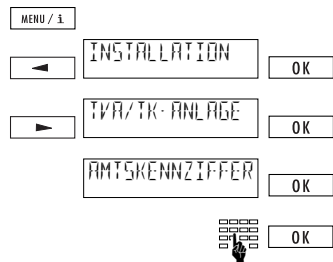 MENU / i
INSTALLATION
OK
TVA/TK-ANLAGE
OK
AMTSKENNZIFFER
OK
OK